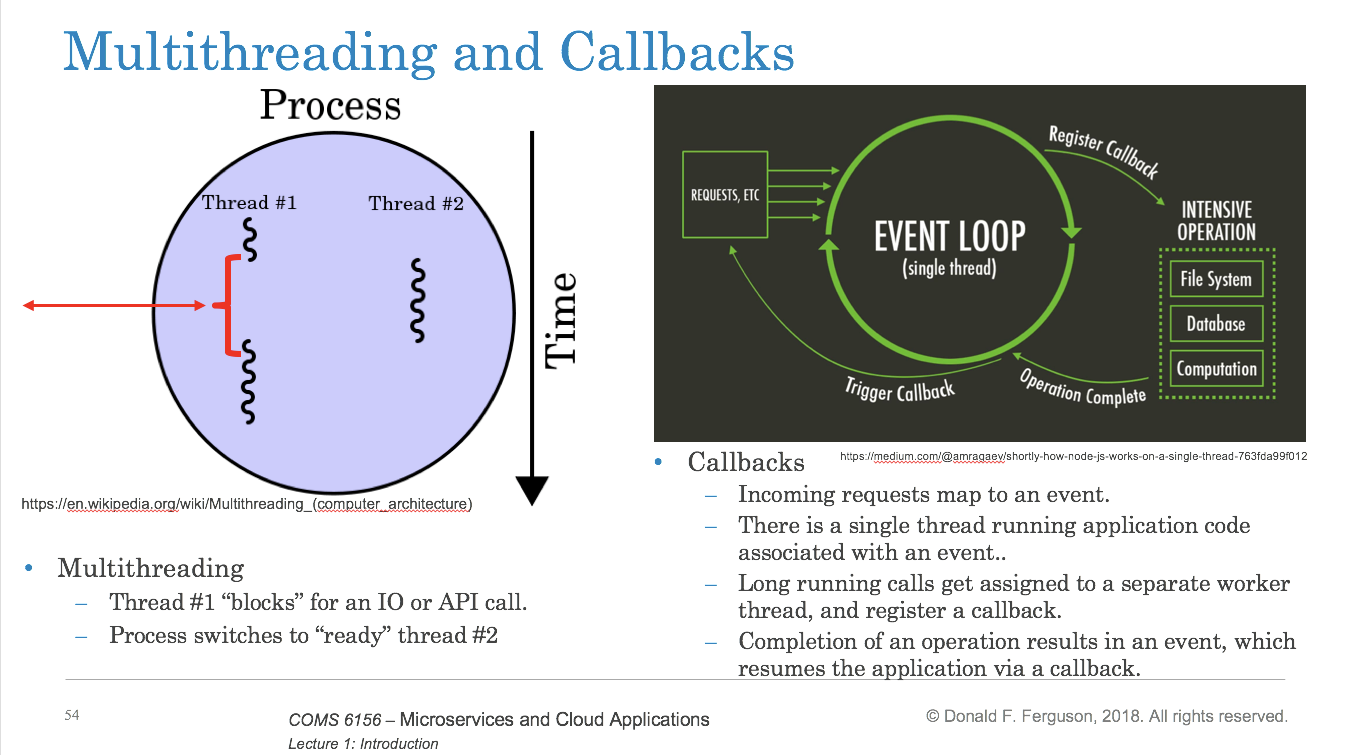 Multithreading and Callbacks
Process
Thread #1
Thread #2
Time
https://en.wikipedia.org/wiki/Multithreading_(computer_architecture)
• Multithreading
– Thread #1 “blocks” for an IO or API call.
– Process switches to “ready” thread #2
REQUESTS, ETC
EVENT LOOP
(single thread)
Register Callback
INTENSIVE
OPERATION
File System
Database
Computation
Operation Complete
Trigger Callback
https://medium.com/@amragaey/shortly-how-node-js-works-on-a-single-thread-763fda99f012
• Callbacks
– Incoming requests map to an event.
– There is a single thread running application code
associated with an event..
– Long running calls get assigned to a separate worker
thread, and register a callback.
– Completion of an operation results in an event, which
resumes the application via a callback.
54
COMS 6156 – Microservices and Cloud Applications
Lecture 1: Introduction
© Donald F. Ferguson, 2018. All rights reserved.